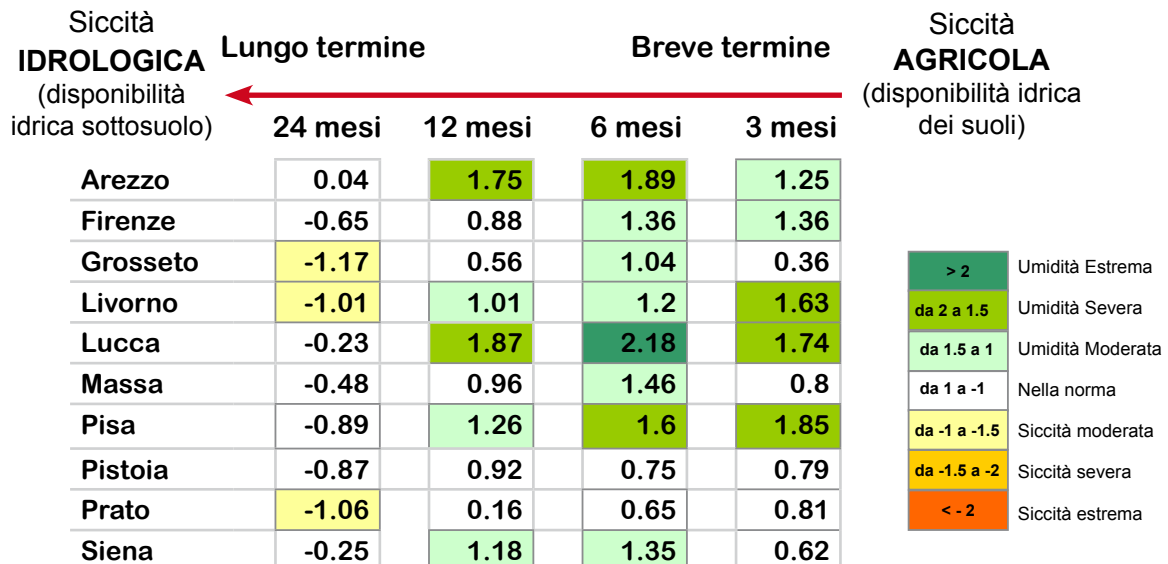 Siccità
IDROLOGICA
(disponibilità
idrica sottosuolo)
Lungo termine
Breve termine
Siccità
AGRICOLA
(disponibilità idrica
dei suoli)
24 mesi 12 mesi 6 mesi 3 mesi
Arezzo 0.04 1.75 1.89 1.25
Firenze -0.65 0.88 1.36 1.36
Grosseto -1.17 0.56 1.04 0.36
Livorno -1.01 1.01 1.2 1.63
Lucca -0.23 1.87 2.18 1.74
Massa -0.48 0.96 1.46 0.8
Pisa -0.89 1.26 1.6 1.85
Pistoia -0.87 0.92 0.75 0.79
Prato -1.06 0.16 0.65 0.81
Siena -0.25 1.18 1.35 0.62
> 2 Umidità Estrema
da 2 a 1.5 Umidità Severa
da 1.5 a 1 Umidità Moderata
da 1 a -1 Nella norma
da -1 a -1.5 Siccità moderata
da -1.5 a -2 Siccità severa
< - 2 Siccità estrema